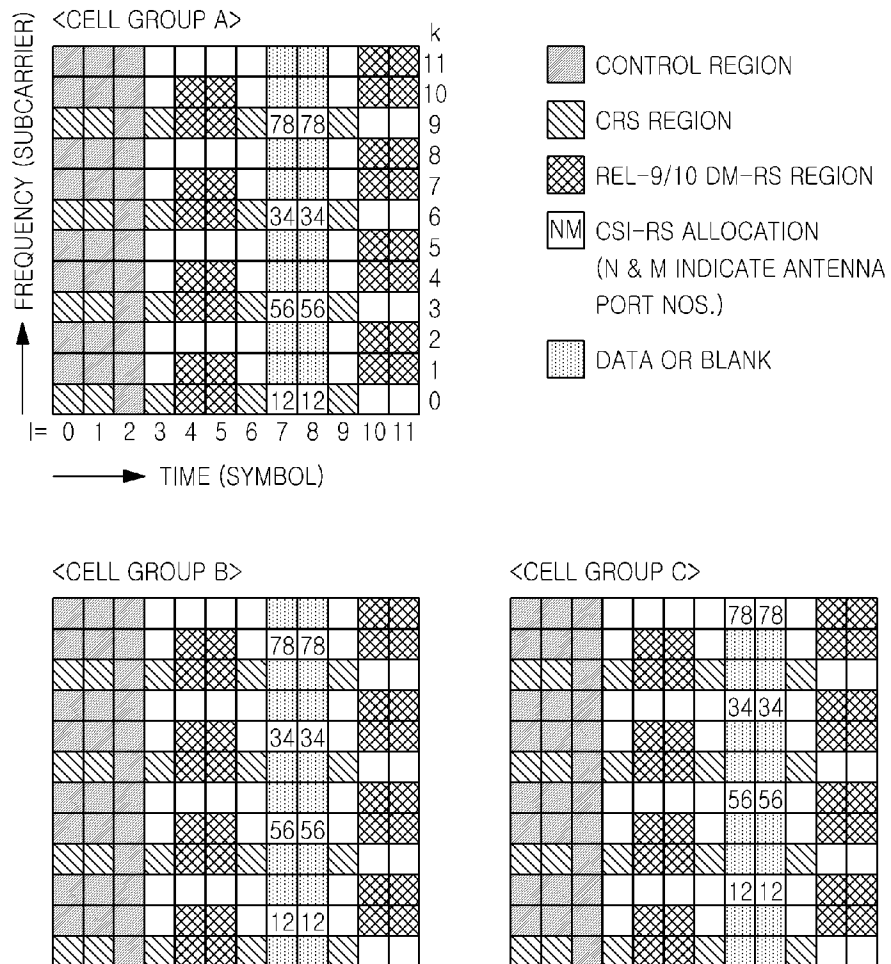 <CELL GROUP A>
FREQUENCY (SUBCARRIER)
k
11
10
78 78 9
8
7
34 34 6
5
4
56 56 3
2
1
12 12 0
l= 0 1 2 3 4 5 6 7 8 9 10 11
TIME (SYMBOL)
CONTROL REGION
CRS REGION
REL-9/10 DM-RS REGION
NM CSI-RS ALLOCATION
(N & M INDICATE ANTENNA
PORT NOS.)
DATA OR BLANK
<CELL GROUP B>
78 78
34 34
56 56
12 12
<CELL GROUP C>
78 78
34 34
56 56
12 12